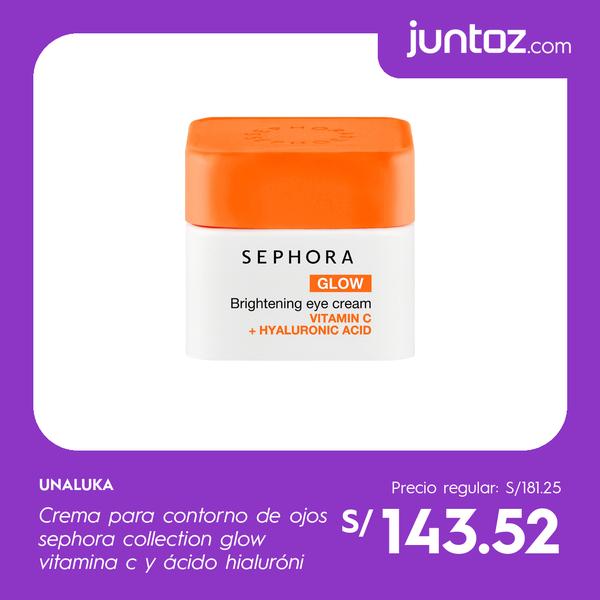 juntoz.com
SEPHORA
SEPHORA
GLOW
Brightening eye cream
VITAMIN C
+ HYALURONIC ACID
UNALUKA
Crema para contorno de ojos
sephora collection glow
vitamina c y ácido hialuróni
Precio regular: S/181.25
S/143.52